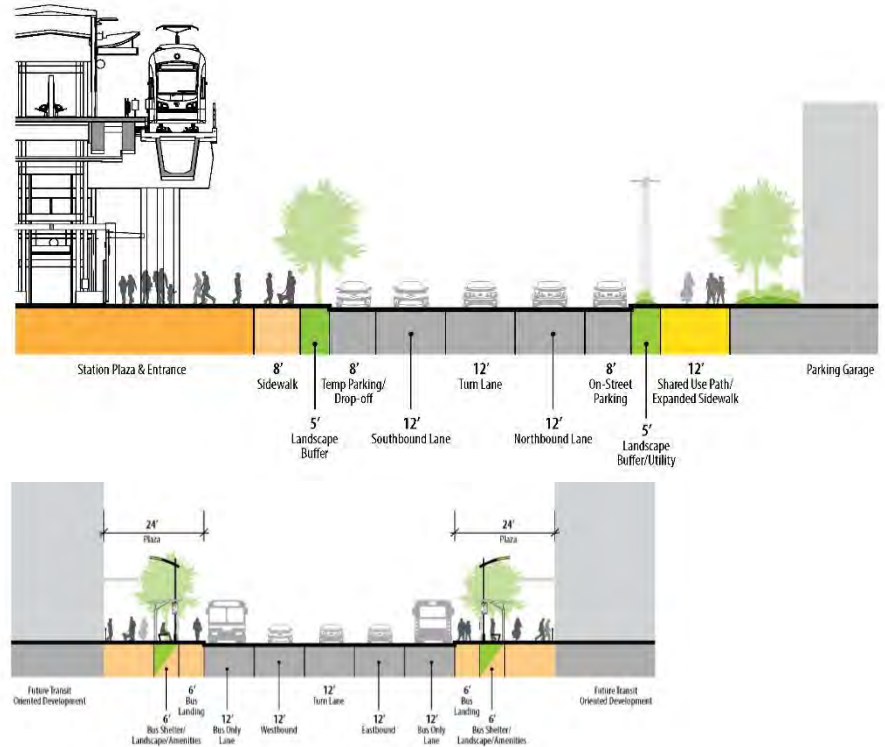 Station Plaza & Entrance
8'
Sidewalk
5'
Landscape
Buffer
8'
Temp Parking/
Drop-off
12'
Southbound Lane
12'
Turn Lane
12'
Northbound Lane
8'
On-Street
Parking
5'
Landscape
Buffer/Utility
12'
Shared Use Path/
Expanded Sidewalk
Parking Garage
24'
Plaza
24'
Plaza
Future Transit
Oriented Development
6'
Bus Shelter/
Landscape/Amenities
6'
Bus
Landing
12'
Bus Only
Lane
12'
Westbound
12'
Turn Lane
12'
Eastbound
12'
Bus Only
Lane
6'
Bus
Landing
6'
Bus Shelter/
Landscape/Amenities
Future Transit
Oriented Development